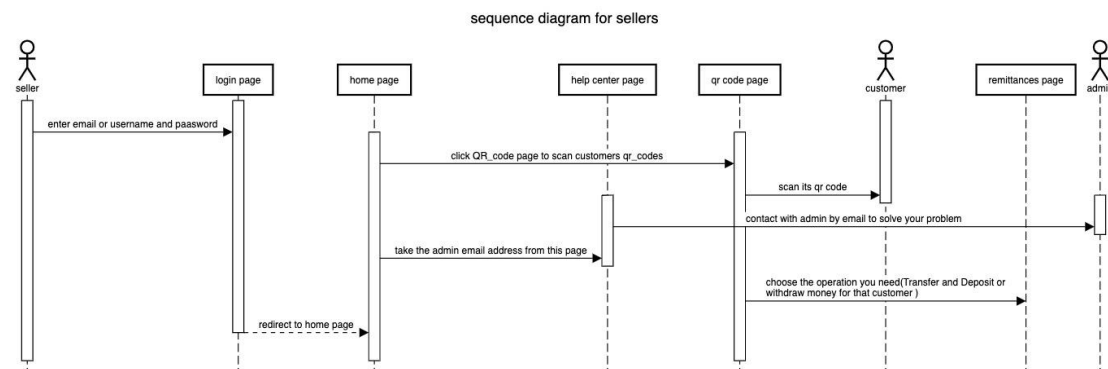 sequence diagram for sellers
seller
login page
home page
help center page
qr code page
customer
remittances page
admi
enter email or username and paasword
click QR_code page to scan customers qr_codes
scan its qr code
contact with admin by email to solve your problem
take the admin email address from this page
choose the operation you need(Transfer and Deposit or
withdraw money for that customer )
redirect to home page